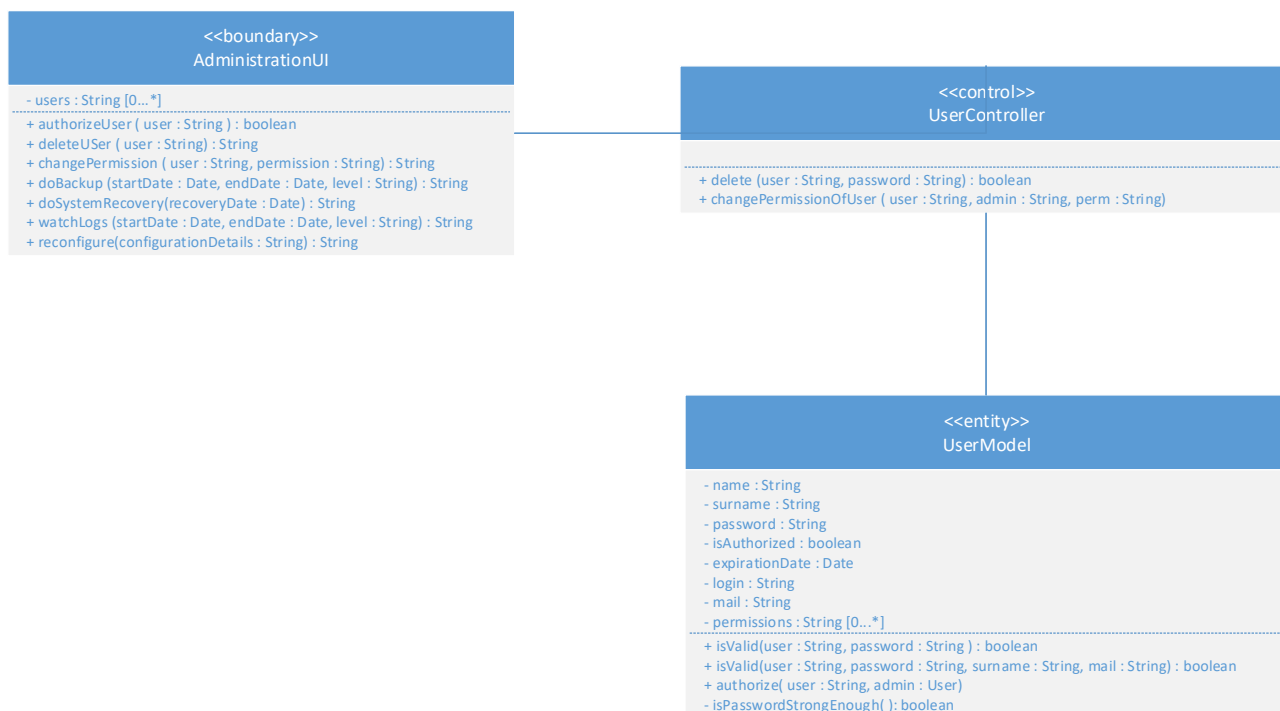 <<boundary>>
AdministrationUI
- users : String [0...*]
+ authorizeUser ( user : String ) : boolean
+ deleteUSer ( user : String) : String
+ changePermission ( user : String, permission : String) : String
+ doBackup (startDate : Date, endDate : Date, level : String) : String
+ doSystemRecovery(recoveryDate : Date) : String
+ watchLogs (startDate : Date, endDate : Date, level : String) : String
+ reconfigure(configurationDetails : String) : String
<<control>>
UserController
+ delete (user : String, password : String) : boolean
+ changePermissionOfUser ( user : String, admin : String, perm : String)
<<entity>>
UserModel
- name : String
- surname : String
- password : String
- isAuthorized : boolean
- expirationDate : Date
- login : String
- mail : String
- permissions : String [0...*]
+ isValid(user : String, password : String ) : boolean
+ isValid(user : String, password : String, surname : String, mail : String) : boolean
+ authorize( user : String, admin : User)
- isPasswordStrongEnough( ): boolean